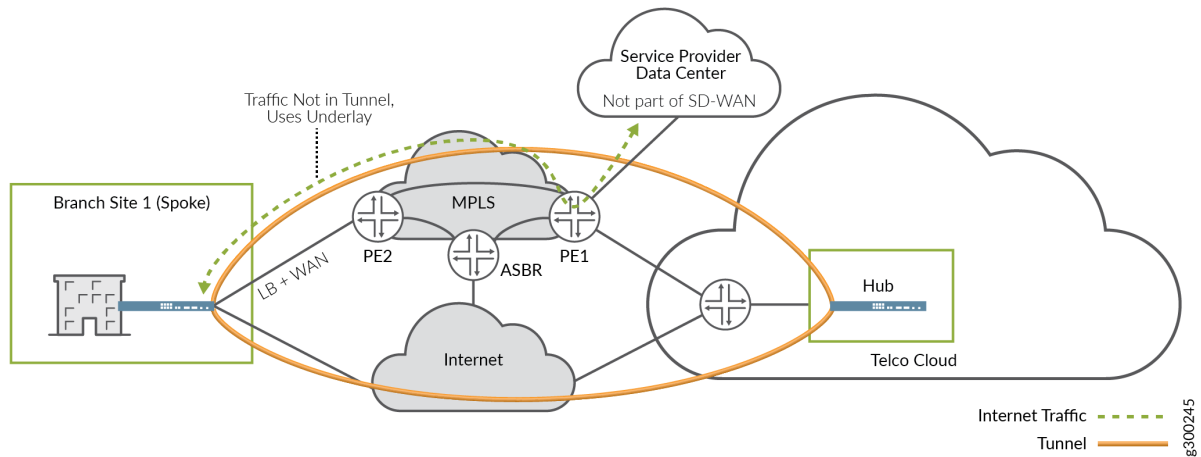 Service Provider
Data Center
Not part of SD-WAN
Traffic Not in Tunnel,
Uses Underlay
Branch Site 1 (Spoke)
MPLS
PE2
PE1
ASBR
LB + WAN
Hub
Internet
Telco Cloud
Internet Traffic
Tunnel
g300245